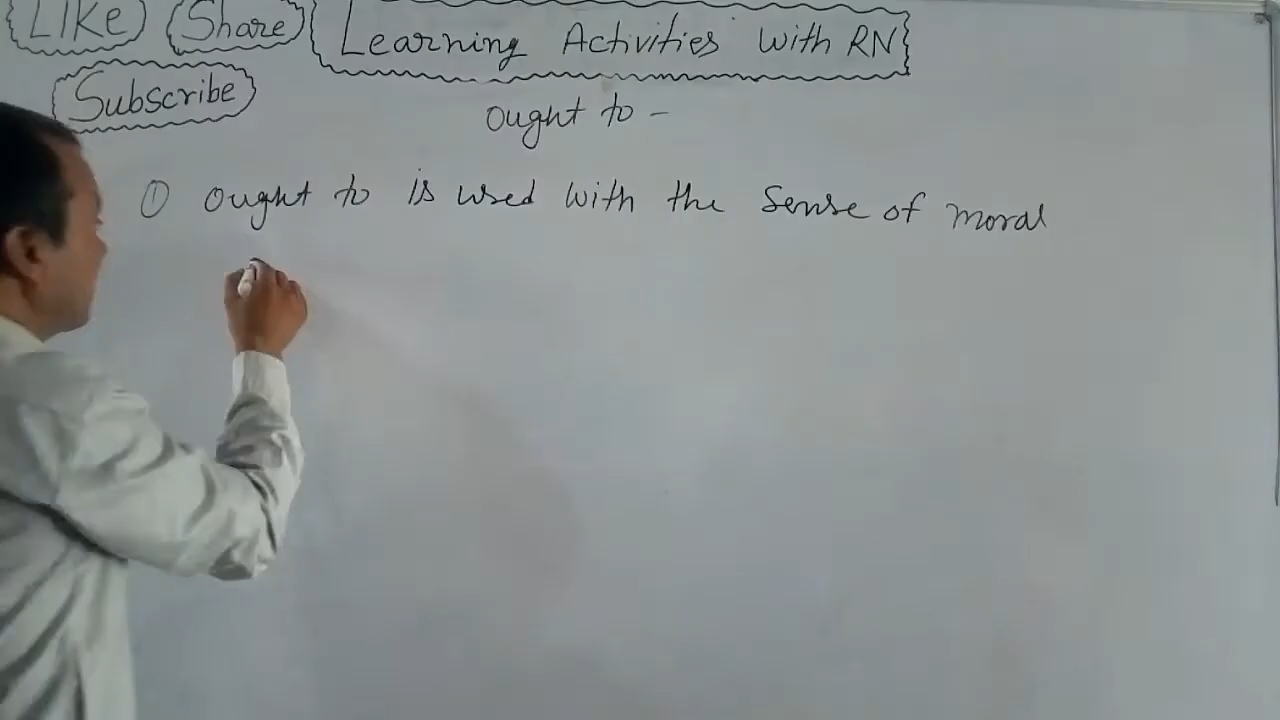 Like Share Learning Activities with RN
Subscribe
Ought to -
① Ought to is used with the sense of moral